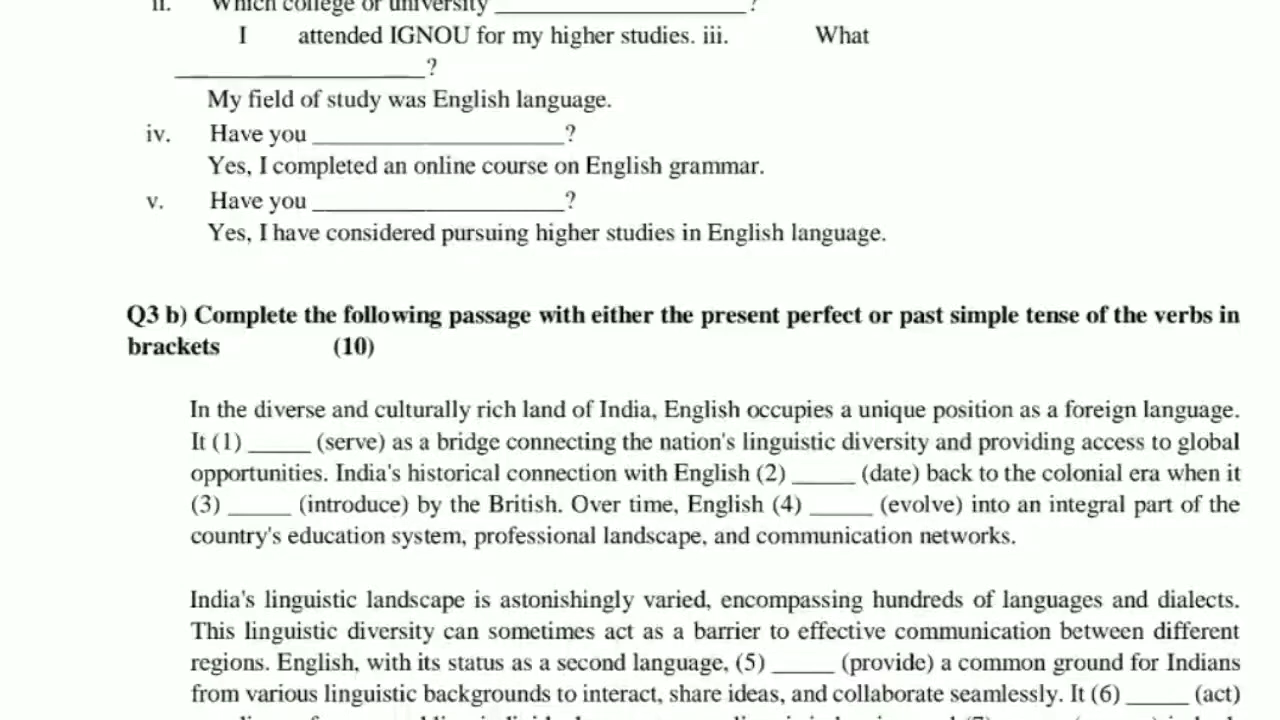 ii. Which college or university ____________________?
I attended IGNOU for my higher studies. iii. What
____________________?
My field of study was English language.
iv. Have you ____________________?
Yes, I completed an online course on English grammar.
v. Have you ____________________?
Yes, I have considered pursuing higher studies in English language.
Q3 b) Complete the following passage with either the present perfect or past simple tense of the verbs in
brackets (10)
In the diverse and culturally rich land of India, English occupies a unique position as a foreign language.
It (1) _____ (serve) as a bridge connecting the nation's linguistic diversity and providing access to global
opportunities. India's historical connection with English (2) _____ (date) back to the colonial era when it
(3) _____ (introduce) by the British. Over time, English (4) _____ (evolve) into an integral part of the
country's education system, professional landscape, and communication networks.
India's linguistic landscape is astonishingly varied, encompassing hundreds of languages and dialects.
This linguistic diversity can sometimes act as a barrier to effective communication between different
regions. English, with its status as a second language, (5) _____ (provide) a common ground for Indians
from various linguistic backgrounds to interact, share ideas, and collaborate seamlessly. It (6) _____ (act)